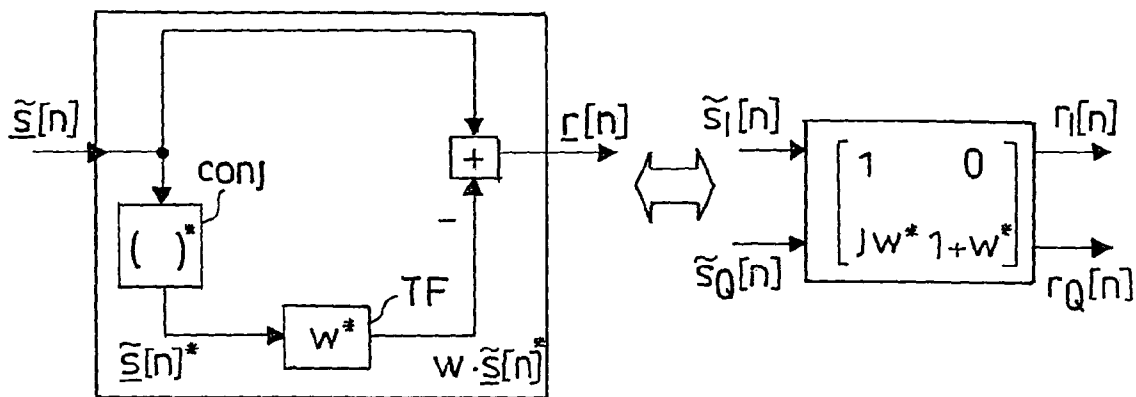 s̲̃[n]
conj
( )*
s̲̃[n]*
w*
TF
w·s̲̃[n]*
+
−
r̲[n]
s̃I[n]
s̃Q[n]
1 0
jw* 1+w*
rI[n]
rQ[n]